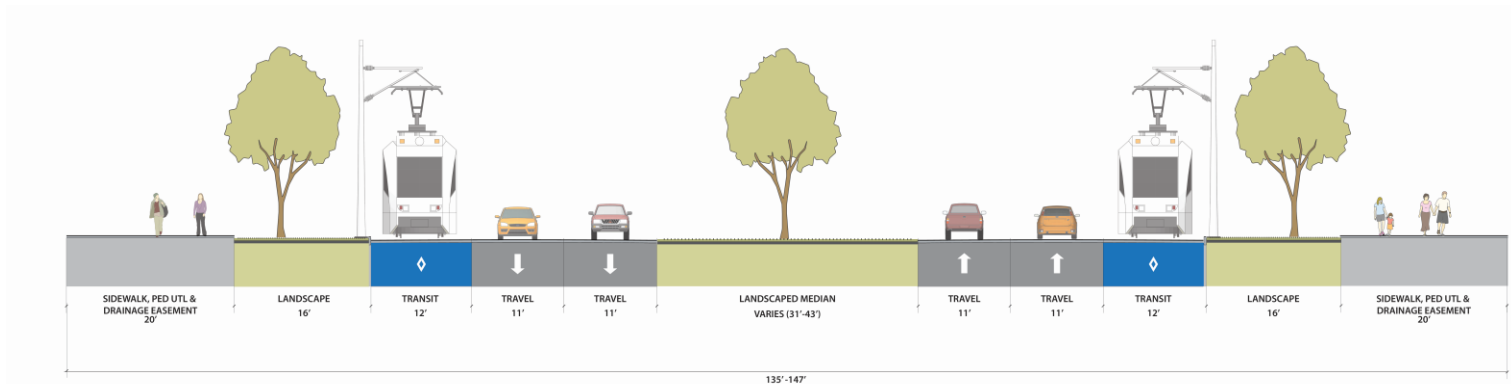 SIDEWALK, PED UTL &
DRAINAGE EASEMENT
20'
LANDSCAPE
16'
TRANSIT
12'
TRAVEL
11'
TRAVEL
11'
LANDSCAPED MEDIAN
VARIES (31'-43')
TRAVEL
11'
TRAVEL
11'
TRANSIT
12'
LANDSCAPE
16'
SIDEWALK, PED UTL &
DRAINAGE EASEMENT
20'
135'-147'